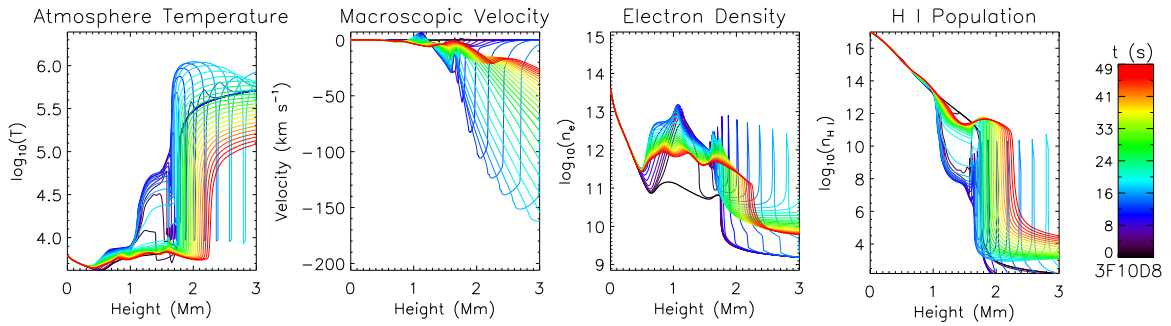 Atmosphere Temperature
log₁₀(T)
6.0
5.5
5.0
4.5
4.0
0 1 2 3
Height (Mm)
Macroscopic Velocity
Velocity (km s⁻¹)
0
−50
−100
−150
−200
0 1 2 3
Height (Mm)
Electron Density
log₁₀(nₑ)
15
14
13
12
11
10
9
0 1 2 3
Height (Mm)
H I Population
log₁₀(n_H I)
16
14
12
10
8
6
4
0 1 2 3
Height (Mm)
t (s)
49
41
33
24
16
8
0
3F10D8